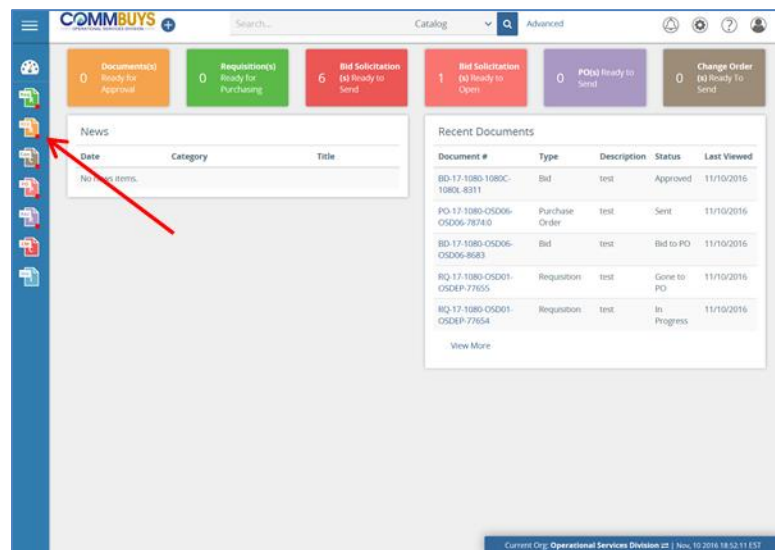 COMMBUYS
OPERATIONAL SERVICES DIVISION
Search...
Catalog
Advanced
0 Documents(s) Ready for Approval
0 Requisition(s) Ready for Purchasing
6 Bid Solicitation (s) Ready to Send
1 Bid Solicitation (s) Ready to Open
0 PO(s) Ready to Send
0 Change Order (s) Ready To Send
News
Date Category Title
No news items.
Recent Documents
Document # Type Description Status Last Viewed
BD-17-1080-1080C-
1080L-8311 Bid test Approved 11/10/2016
PO-17-1080-OSD06-
OSD06-7874:0 Purchase Order test Sent 11/10/2016
BD-17-1080-OSD06-
OSD06-8683 Bid test Bid to PO 11/10/2016
RQ-17-1080-OSD01-
OSDEP-77655 Requisition test Gone to PO 11/10/2016
RQ-17-1080-OSD01-
OSDEP-77654 Requisition test In Progress 11/10/2016
View More
Current Org: Operational Services Division | Nov, 10 2016 18:52:11 EST